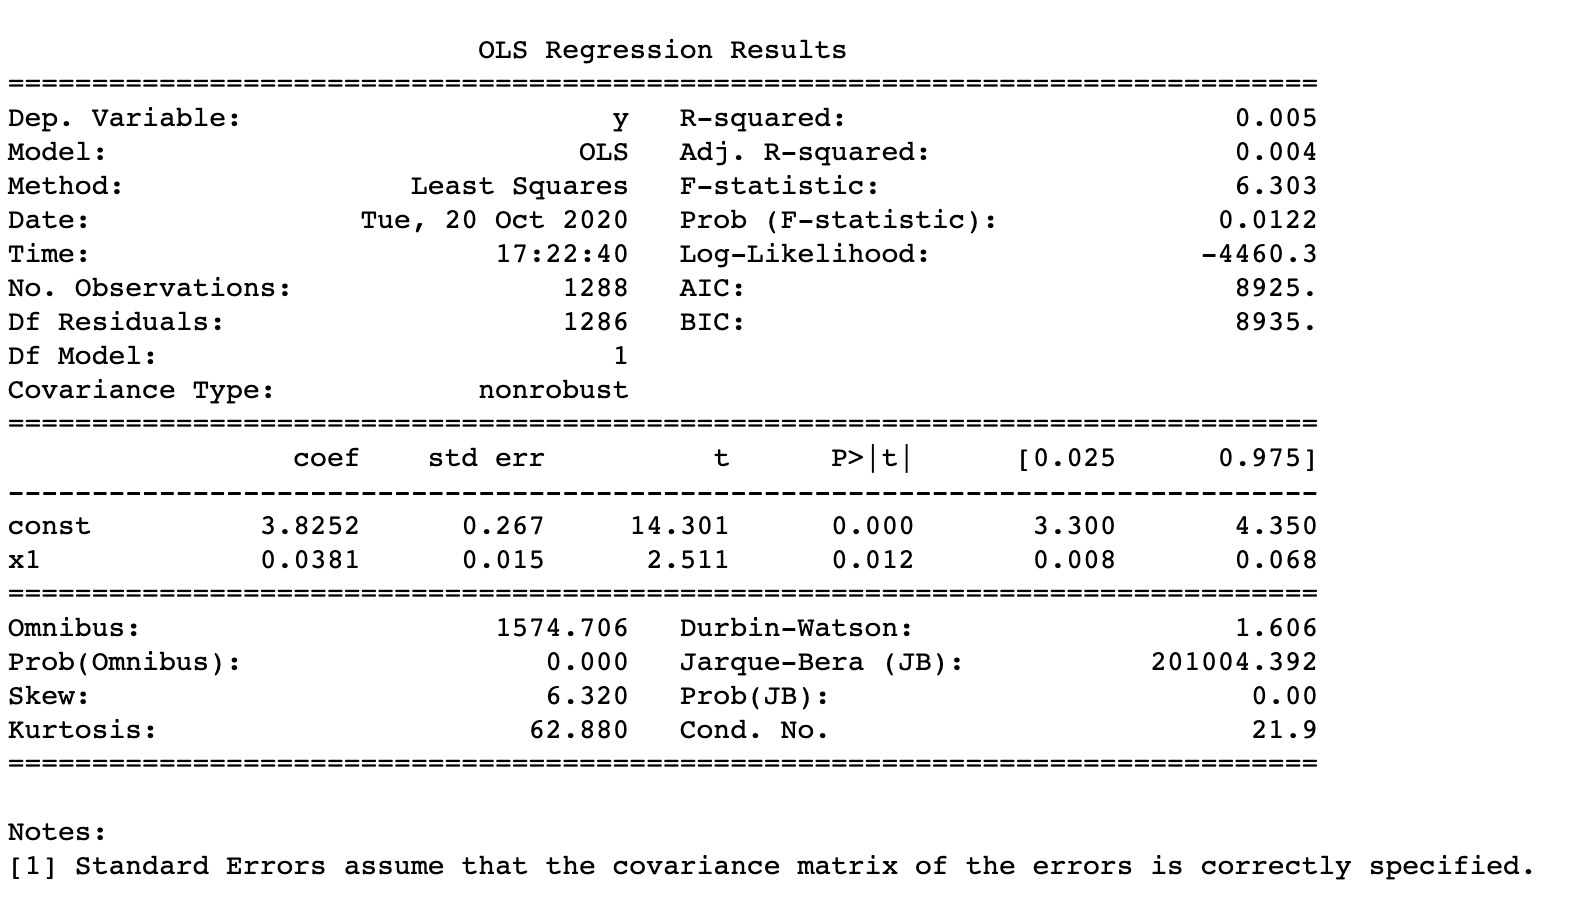 OLS Regression Results
==============================================================================
Dep. Variable:                      y   R-squared:                       0.005
Model:                            OLS   Adj. R-squared:                  0.004
Method:                 Least Squares   F-statistic:                     6.303
Date:                Tue, 20 Oct 2020   Prob (F-statistic):             0.0122
Time:                        17:22:40   Log-Likelihood:                -4460.3
No. Observations:                1288   AIC:                             8925.
Df Residuals:                    1286   BIC:                             8935.
Df Model:                           1
Covariance Type:            nonrobust
==============================================================================
                 coef    std err          t      P>|t|      [0.025      0.975]
------------------------------------------------------------------------------
const          3.8252      0.267     14.301      0.000       3.300       4.350
x1             0.0381      0.015      2.511      0.012       0.008       0.068
==============================================================================
Omnibus:                     1574.706   Durbin-Watson:                   1.606
Prob(Omnibus):                  0.000   Jarque-Bera (JB):           201004.392
Skew:                           6.320   Prob(JB):                         0.00
Kurtosis:                      62.880   Cond. No.                         21.9
==============================================================================
Notes:
[1] Standard Errors assume that the covariance matrix of the errors is correctly specified.